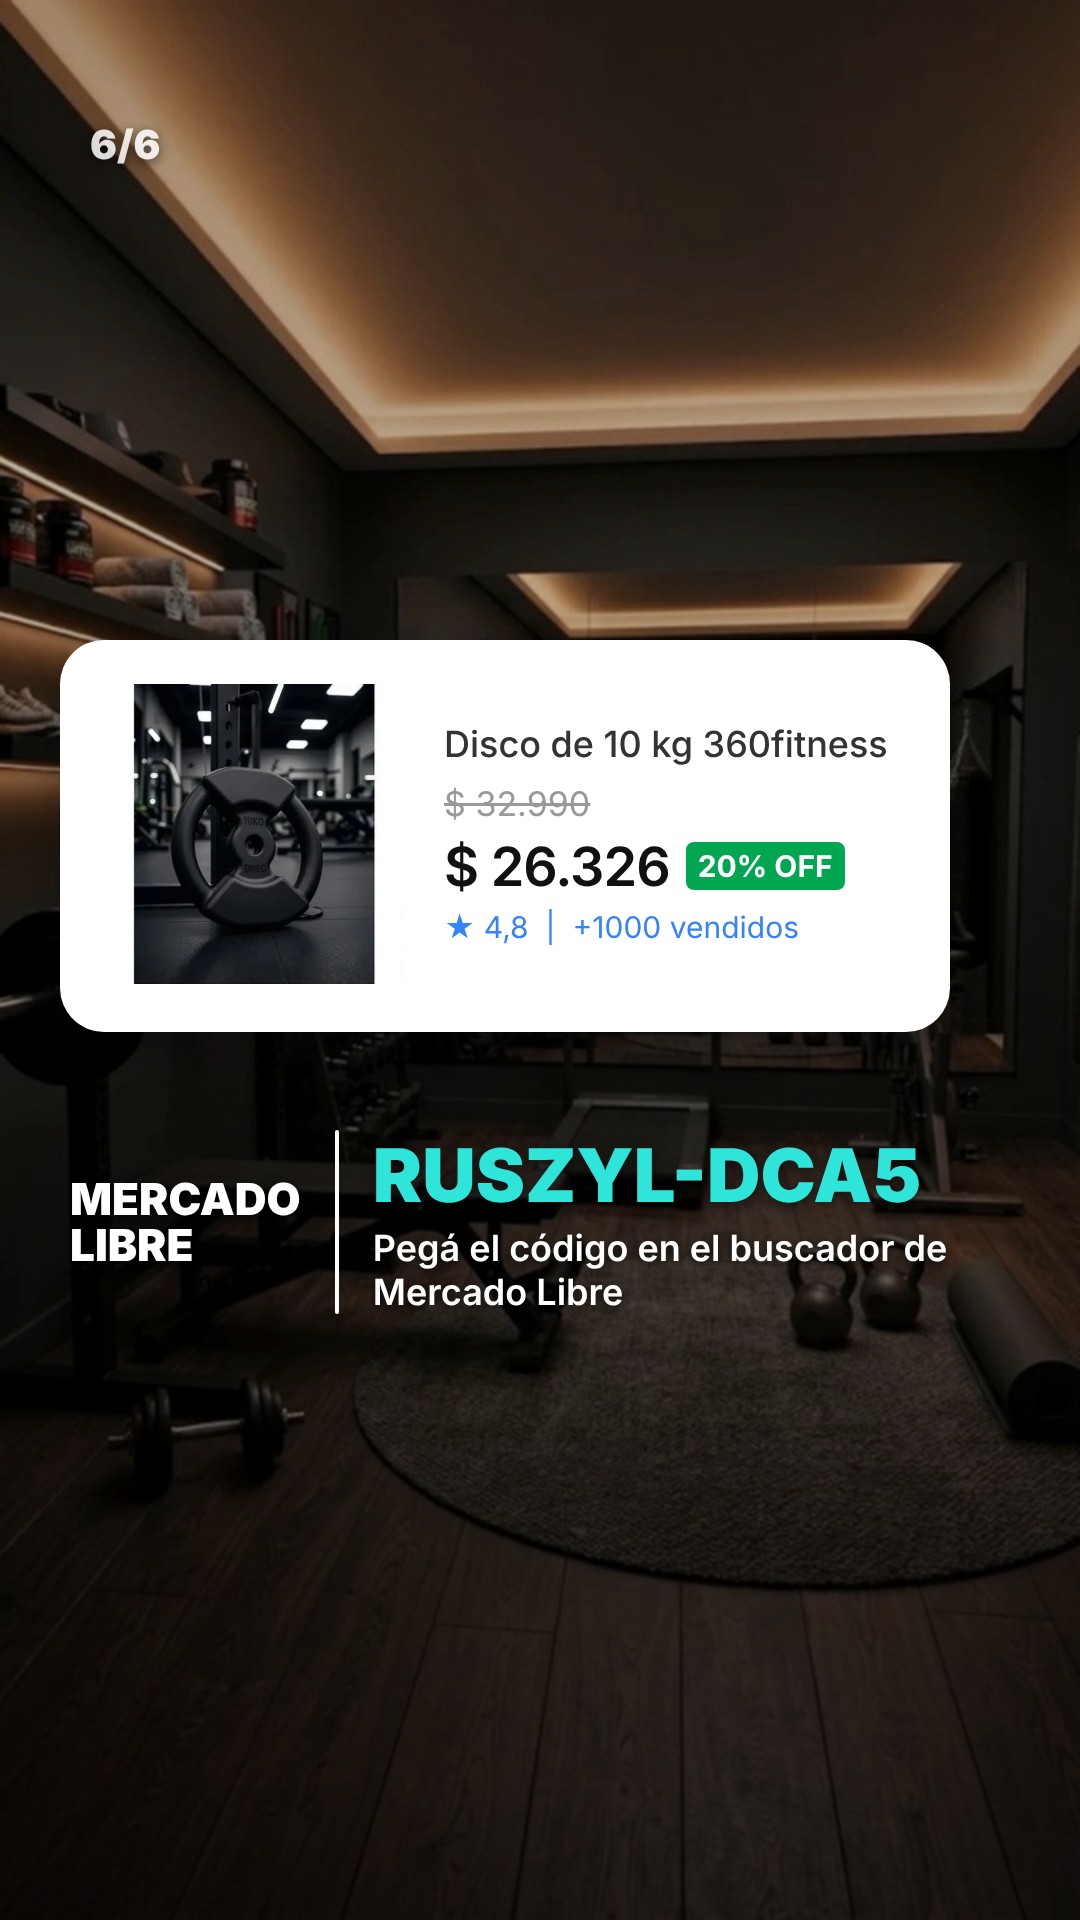 6/6
Disco de 10 kg 360fitness
$ 32.990
$ 26.326 20% OFF
★ 4,8 | +1000 vendidos
MERCADO
LIBRE
RUSZYL-DCA5
Pegá el código en el buscador de
Mercado Libre